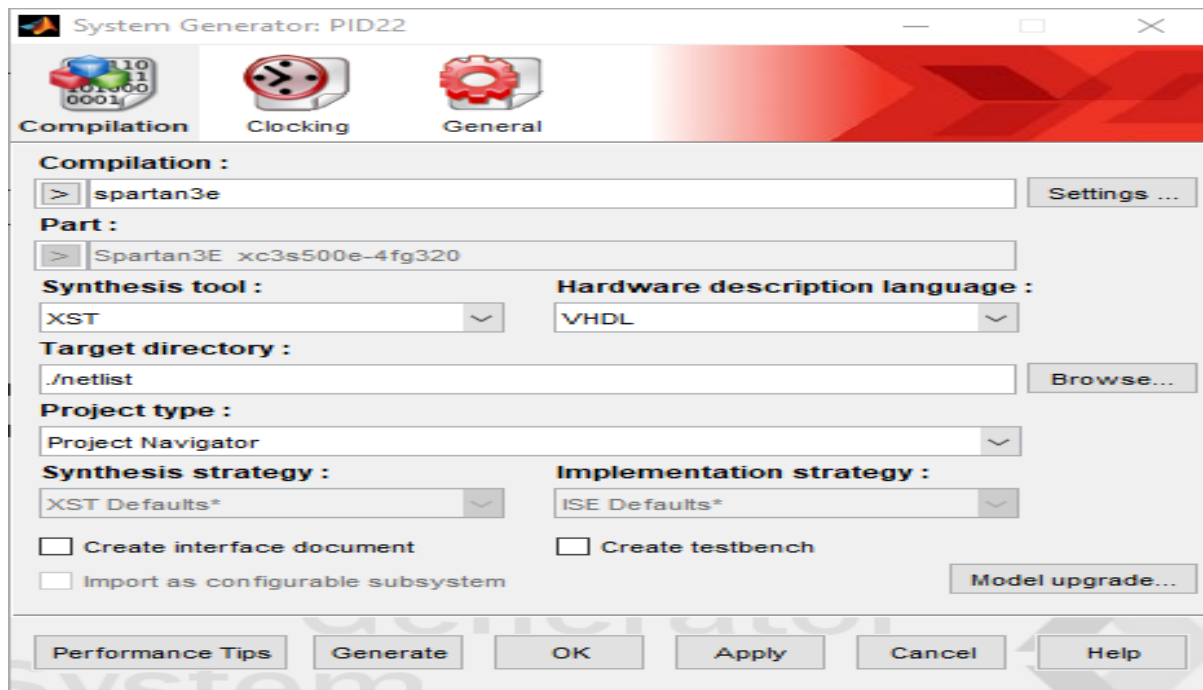 System Generator: PID22
Compilation
Clocking
General
Compilation :
> spartan3e
Settings ...
Part :
> Spartan3E xc3s500e-4fg320
Synthesis tool :
Hardware description language :
XST
VHDL
Target directory :
./netlist
Browse...
Project type :
Project Navigator
Synthesis strategy :
Implementation strategy :
XST Defaults*
ISE Defaults*
Create interface document
Create testbench
Import as configurable subsystem
Model upgrade...
Performance Tips
Generate
OK
Apply
Cancel
Help